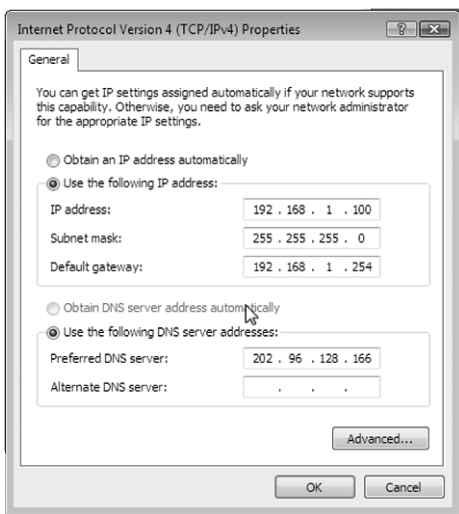 Internet Protocol Version 4 (TCP/IPv4) Properties
General
You can get IP settings assigned automatically if your network supports
this capability. Otherwise, you need to ask your network administrator
for the appropriate IP settings.
Obtain an IP address automatically
Use the following IP address:
IP address: 192 . 168 . 1 . 100
Subnet mask: 255 . 255 . 255 . 0
Default gateway: 192 . 168 . 1 . 254
Obtain DNS server address automatically
Use the following DNS server addresses:
Preferred DNS server: 202 . 96 . 128 . 166
Alternate DNS server: . . .
Advanced...
OK Cancel